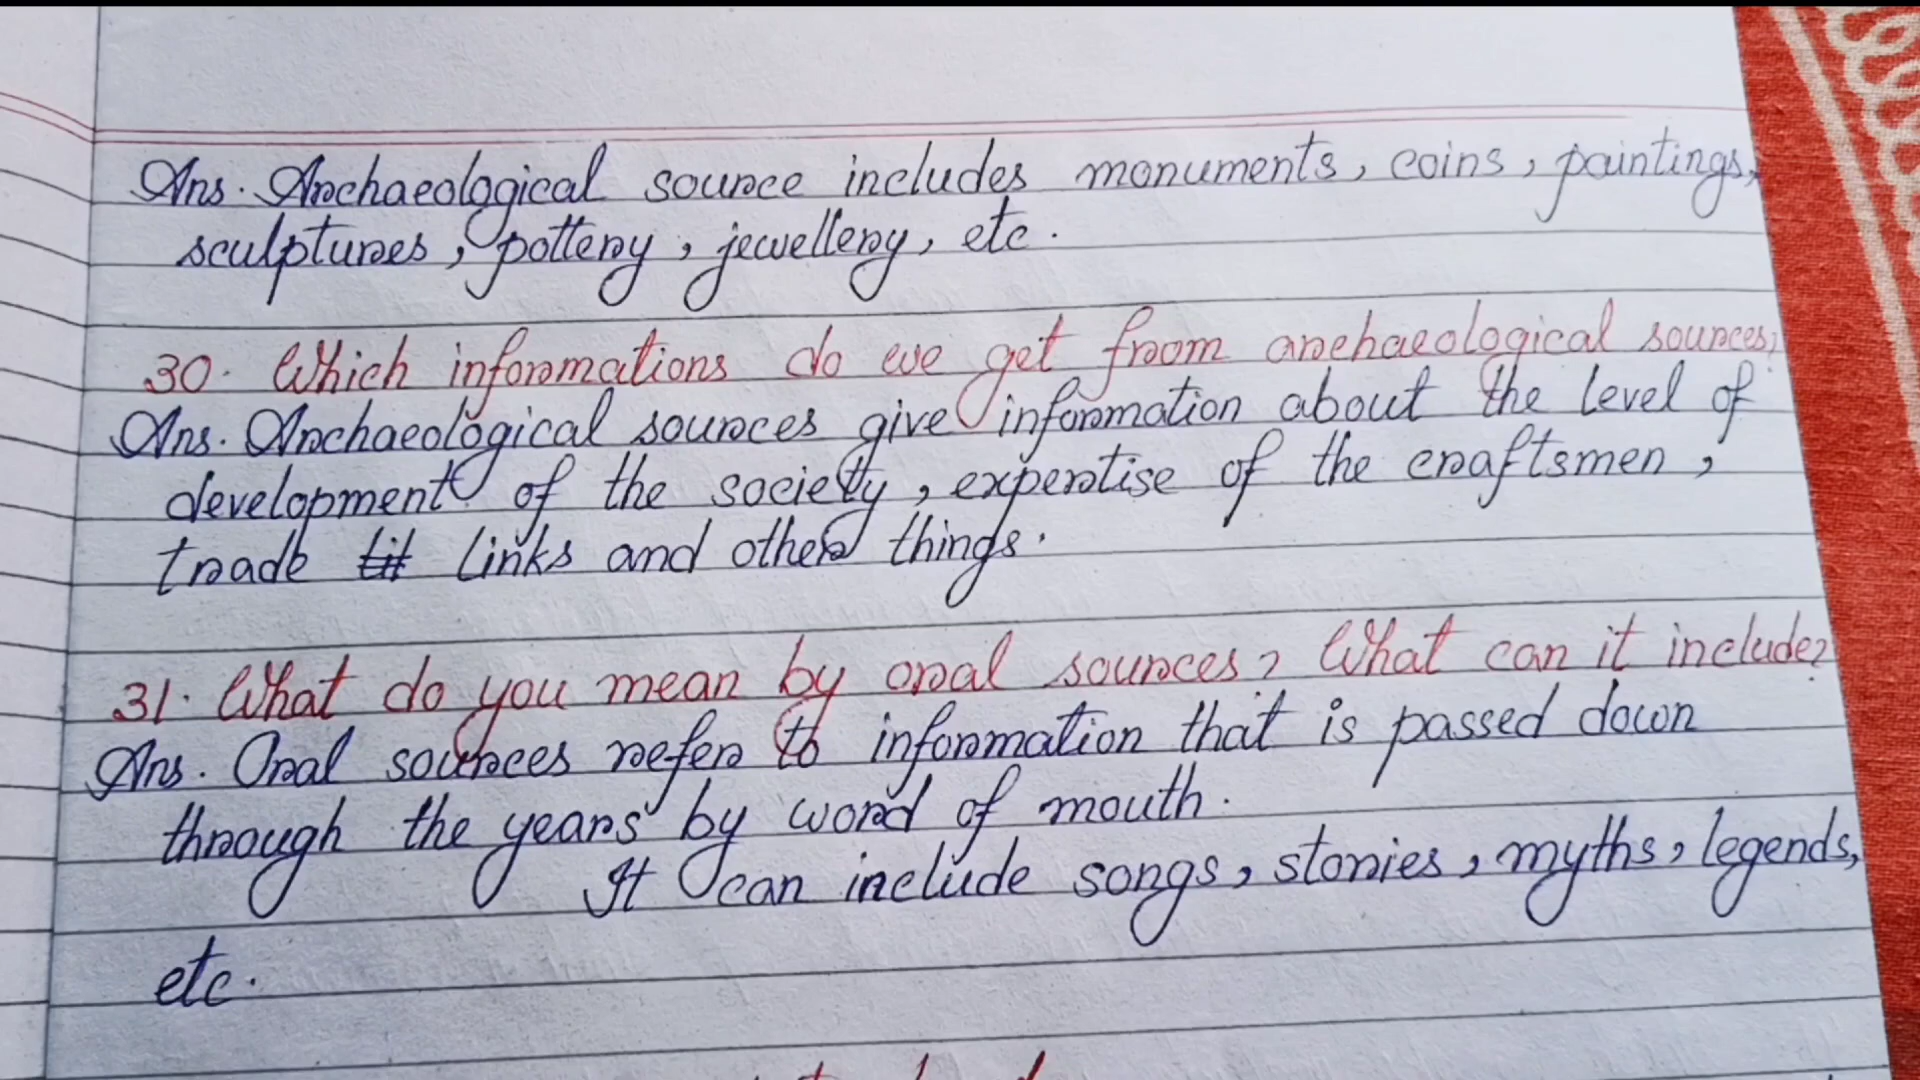 Ans. Archaeological source includes monuments, coins, paintings,
sculptures, pottery, jewellery, etc.
30. Which informations do we get from archaeological sources?
Ans. Archaeological sources give information about the level of
development of the society, expertise of the craftsmen,
trade links and other things.
31. What do you mean by oral sources? What can it include?
Ans. Oral sources refer to information that is passed down
through the years by word of mouth.
It can include songs, stories, myths, legends,
etc.